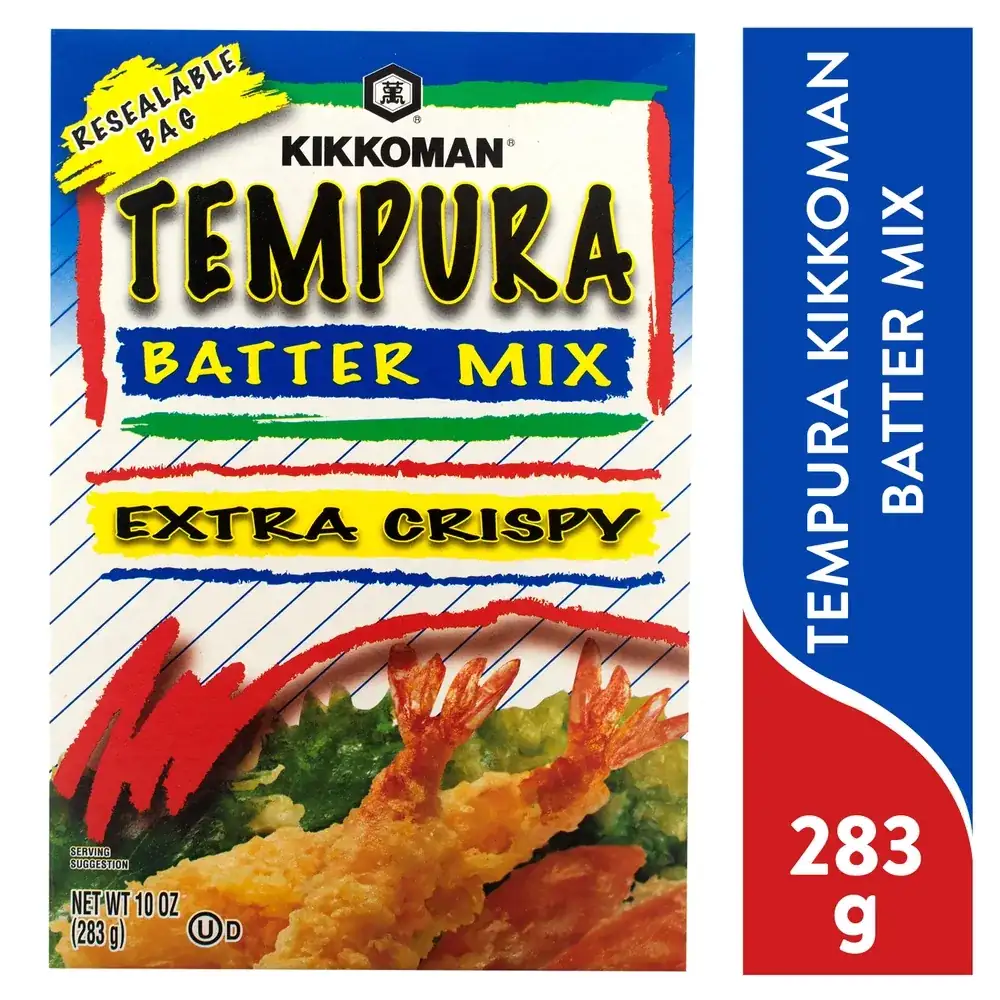 RESEALABLE
BAG
萬
®
KIKKOMAN®
TEMPURA
BATTER MIX
EXTRA CRISPY
SERVING
SUGGESTION
NET WT 10 OZ
(283 g)
U D
TEMPURA KIKKOMAN
BATTER MIX
283
g